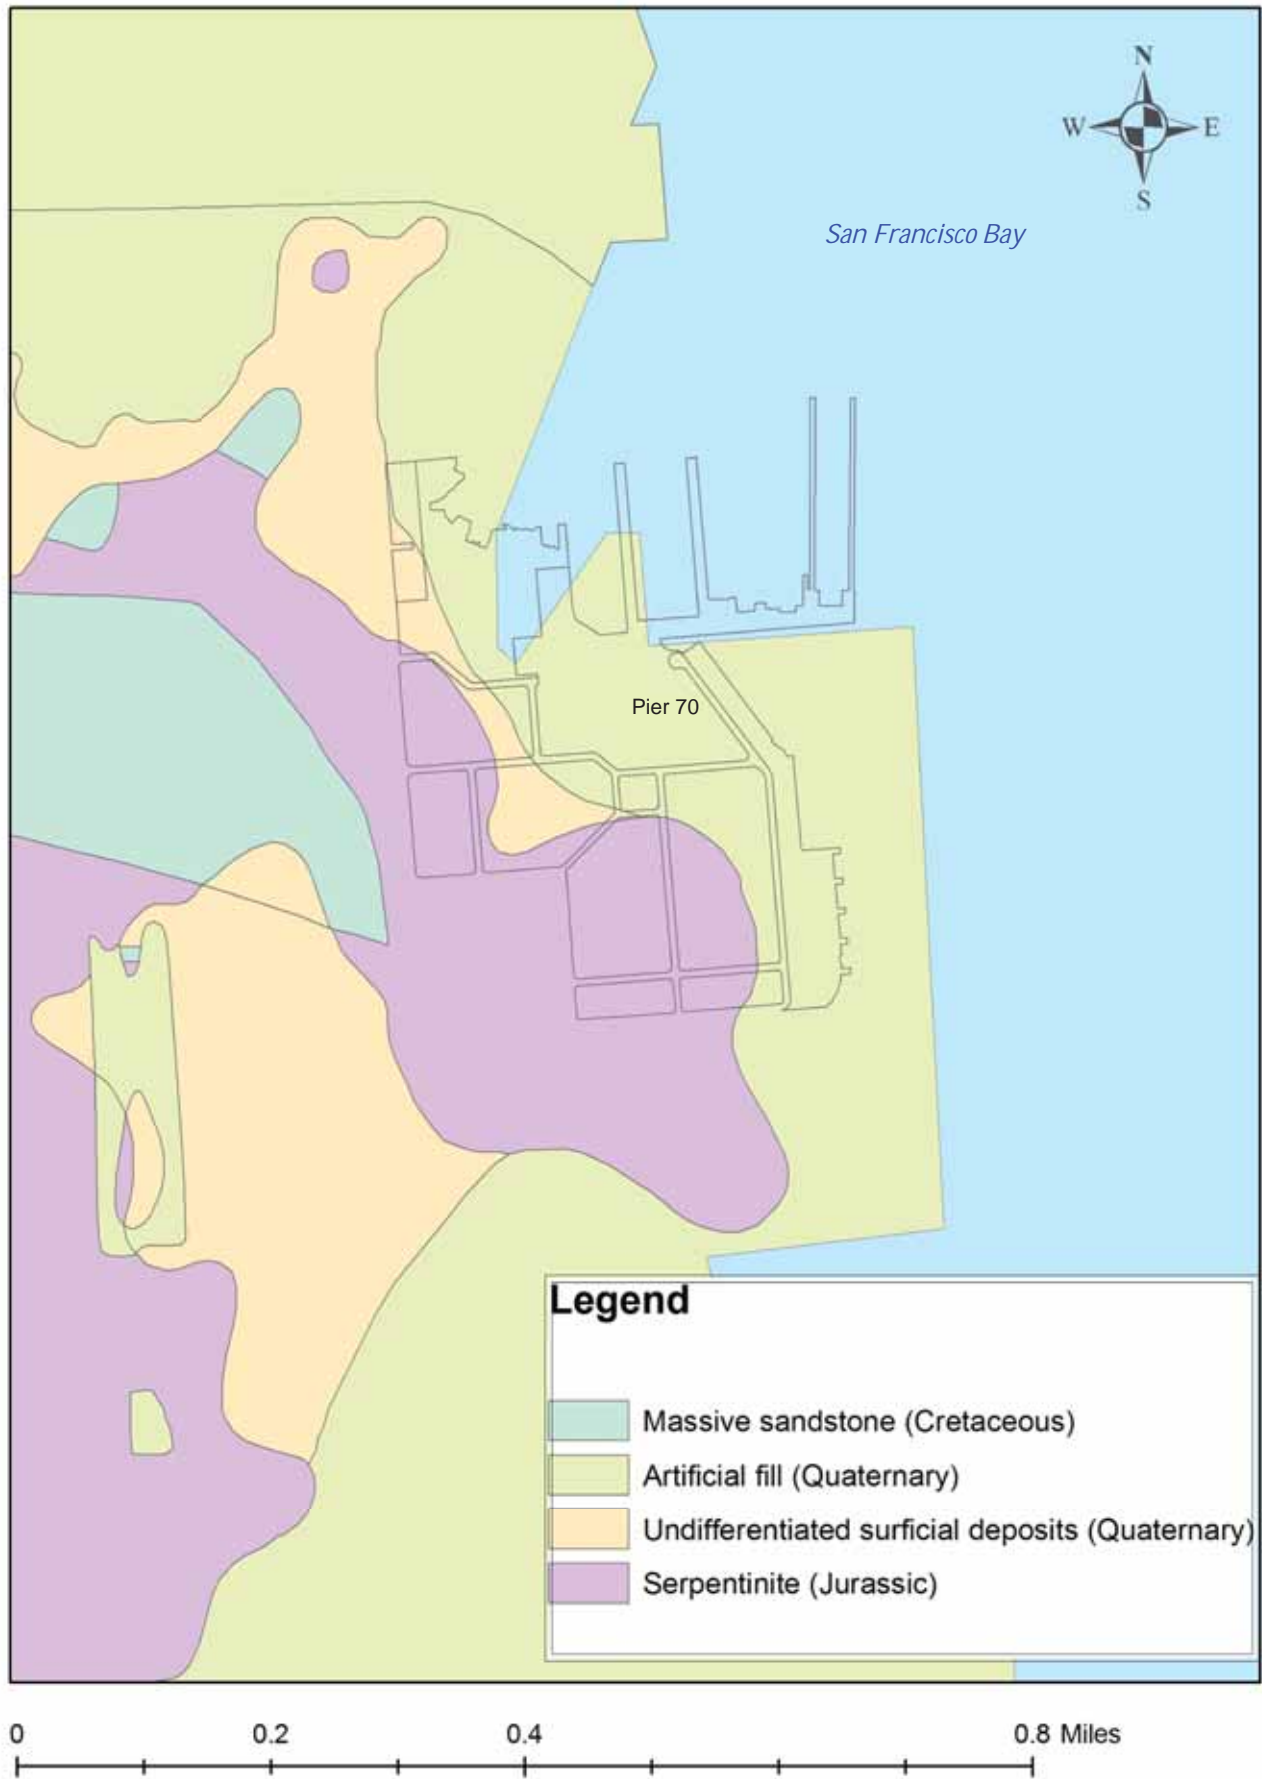 N
W E
S
San Francisco Bay
Pier 70
Legend
Massive sandstone (Cretaceous)
Artificial fill (Quaternary)
Undifferentiated surficial deposits (Quaternary)
Serpentinite (Jurassic)
0 0.2 0.4 0.8 Miles